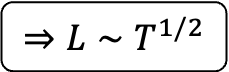 ⇒ L ~ T^{1/2}